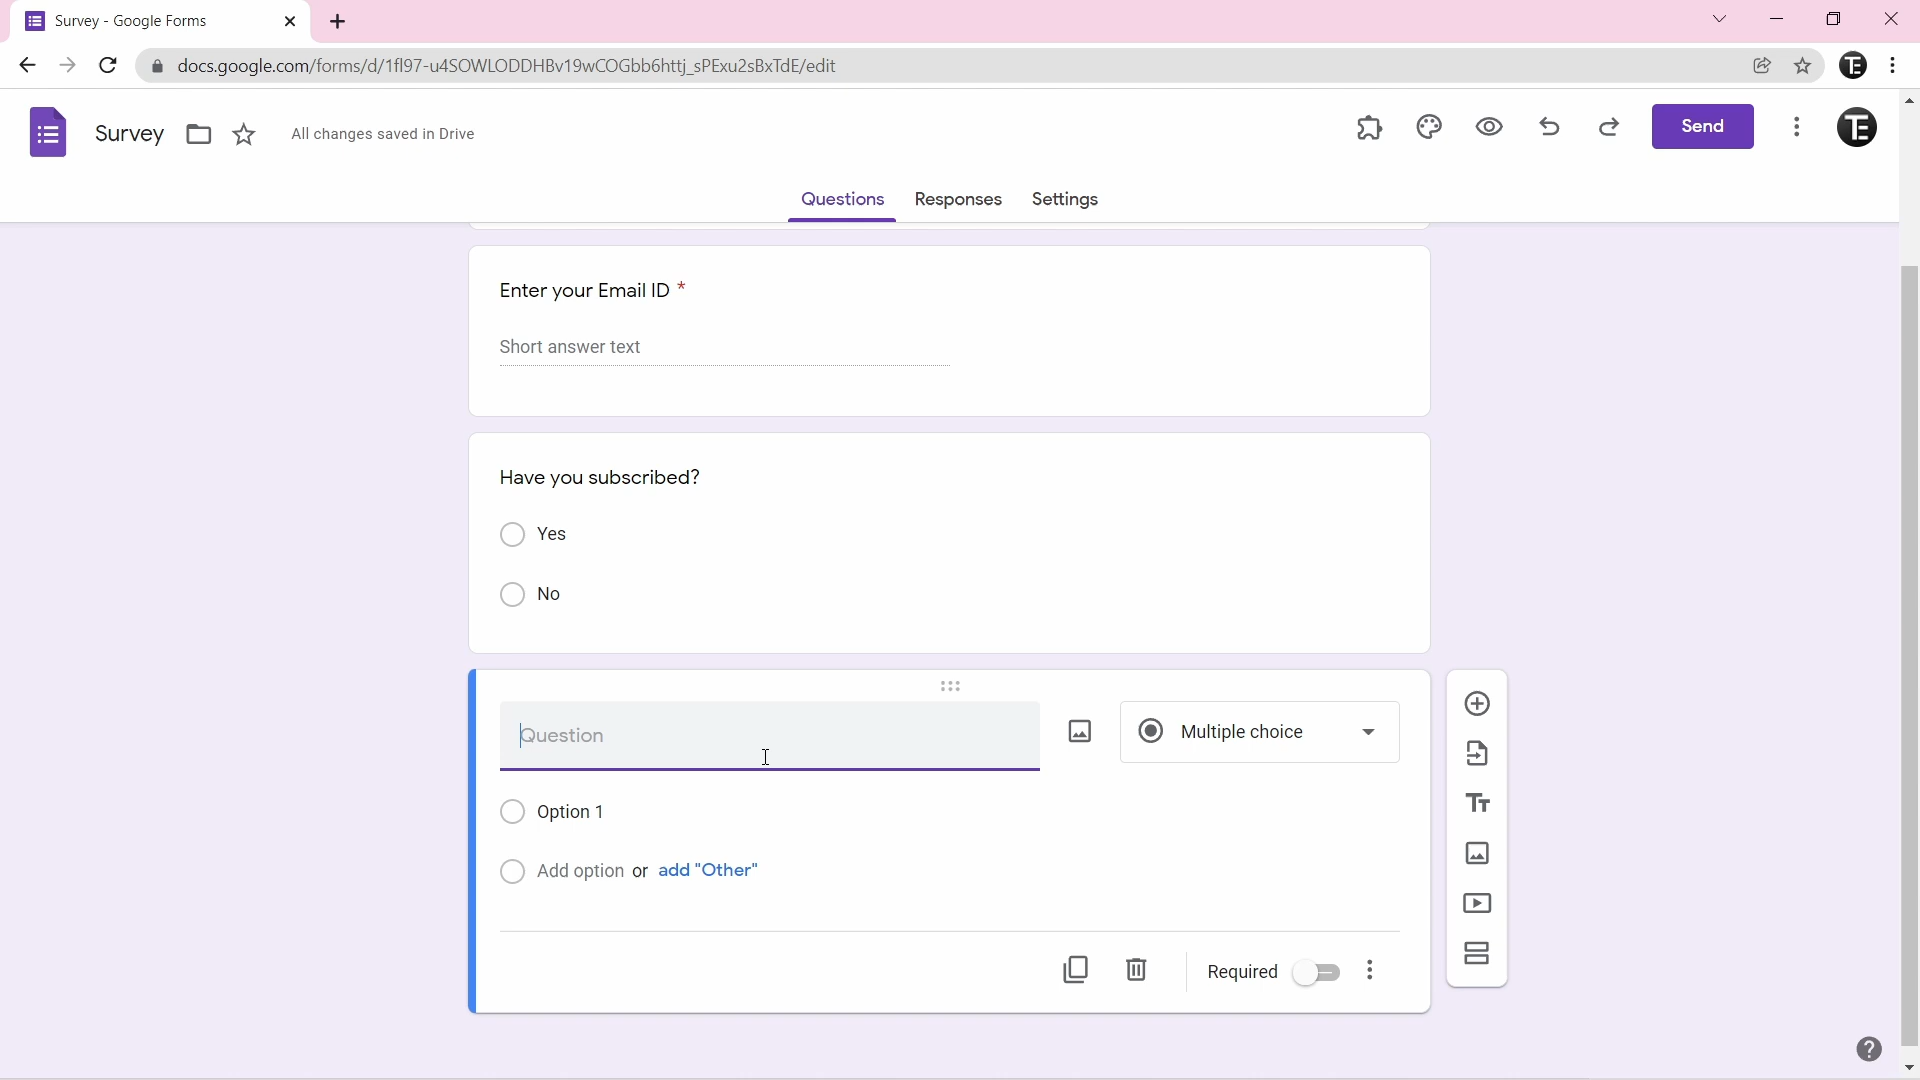 Survey - Google Forms
docs.google.com/forms/d/1fI97-u4SOWLODDHBv19wCOGbb6httj_sPExu2sBxTdE/edit
Survey
All changes saved in Drive
Send
Questions Responses Settings
Enter your Email ID *
Short answer text
Have you subscribed?
Yes
No
Question
Multiple choice
Option 1
Add option or add "Other"
Required